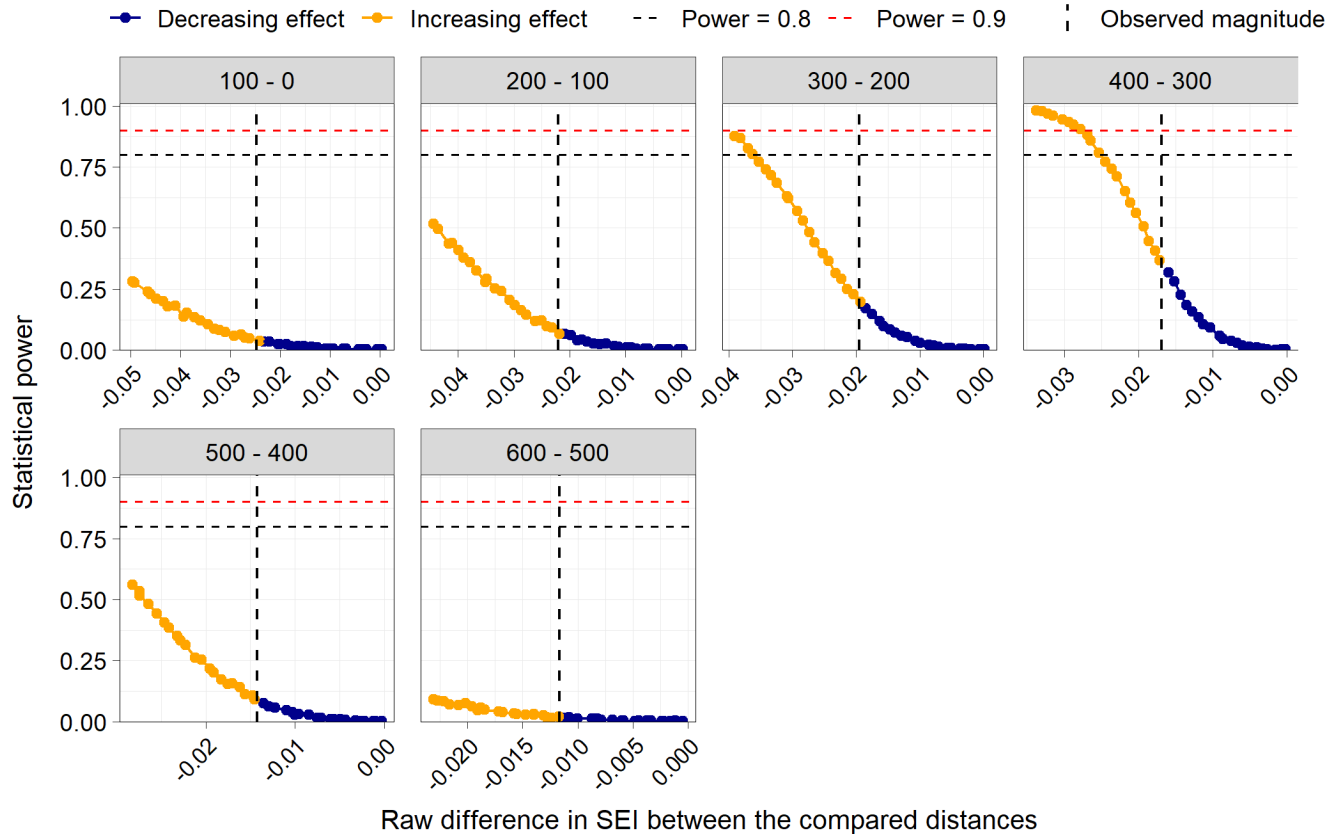 Decreasing effect Increasing effect Power = 0.8 Power = 0.9 Observed magnitude
100 - 0 200 - 100 300 - 200 400 - 300
1.00
0.75
0.50
0.25
0.00
-0.05 -0.04 -0.03 -0.02 -0.01 0.00
-0.04 -0.03 -0.02 -0.01 0.00
-0.04 -0.03 -0.02 -0.01 0.00
-0.03 -0.02 -0.01 0.00
Statistical power
500 - 400 600 - 500
1.00
0.75
0.50
0.25
0.00
-0.02 -0.01 0.00
-0.020 -0.015 -0.010 -0.005 0.000
Raw difference in SEI between the compared distances